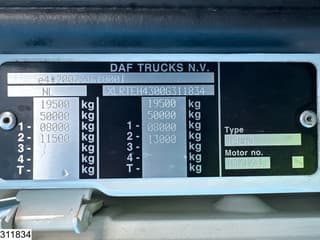 DAF TRUCKS N.V.
NL XLRTEH4300G311834
19500 kg 19500 kg
50000 kg 50000 kg
1- 08000 kg 1- 08000 kg
2- 11500 kg 2- 13000 kg
3- kg 3- kg
4- kg 4- kg
T- kg T- kg
Type
Motor no.
311834